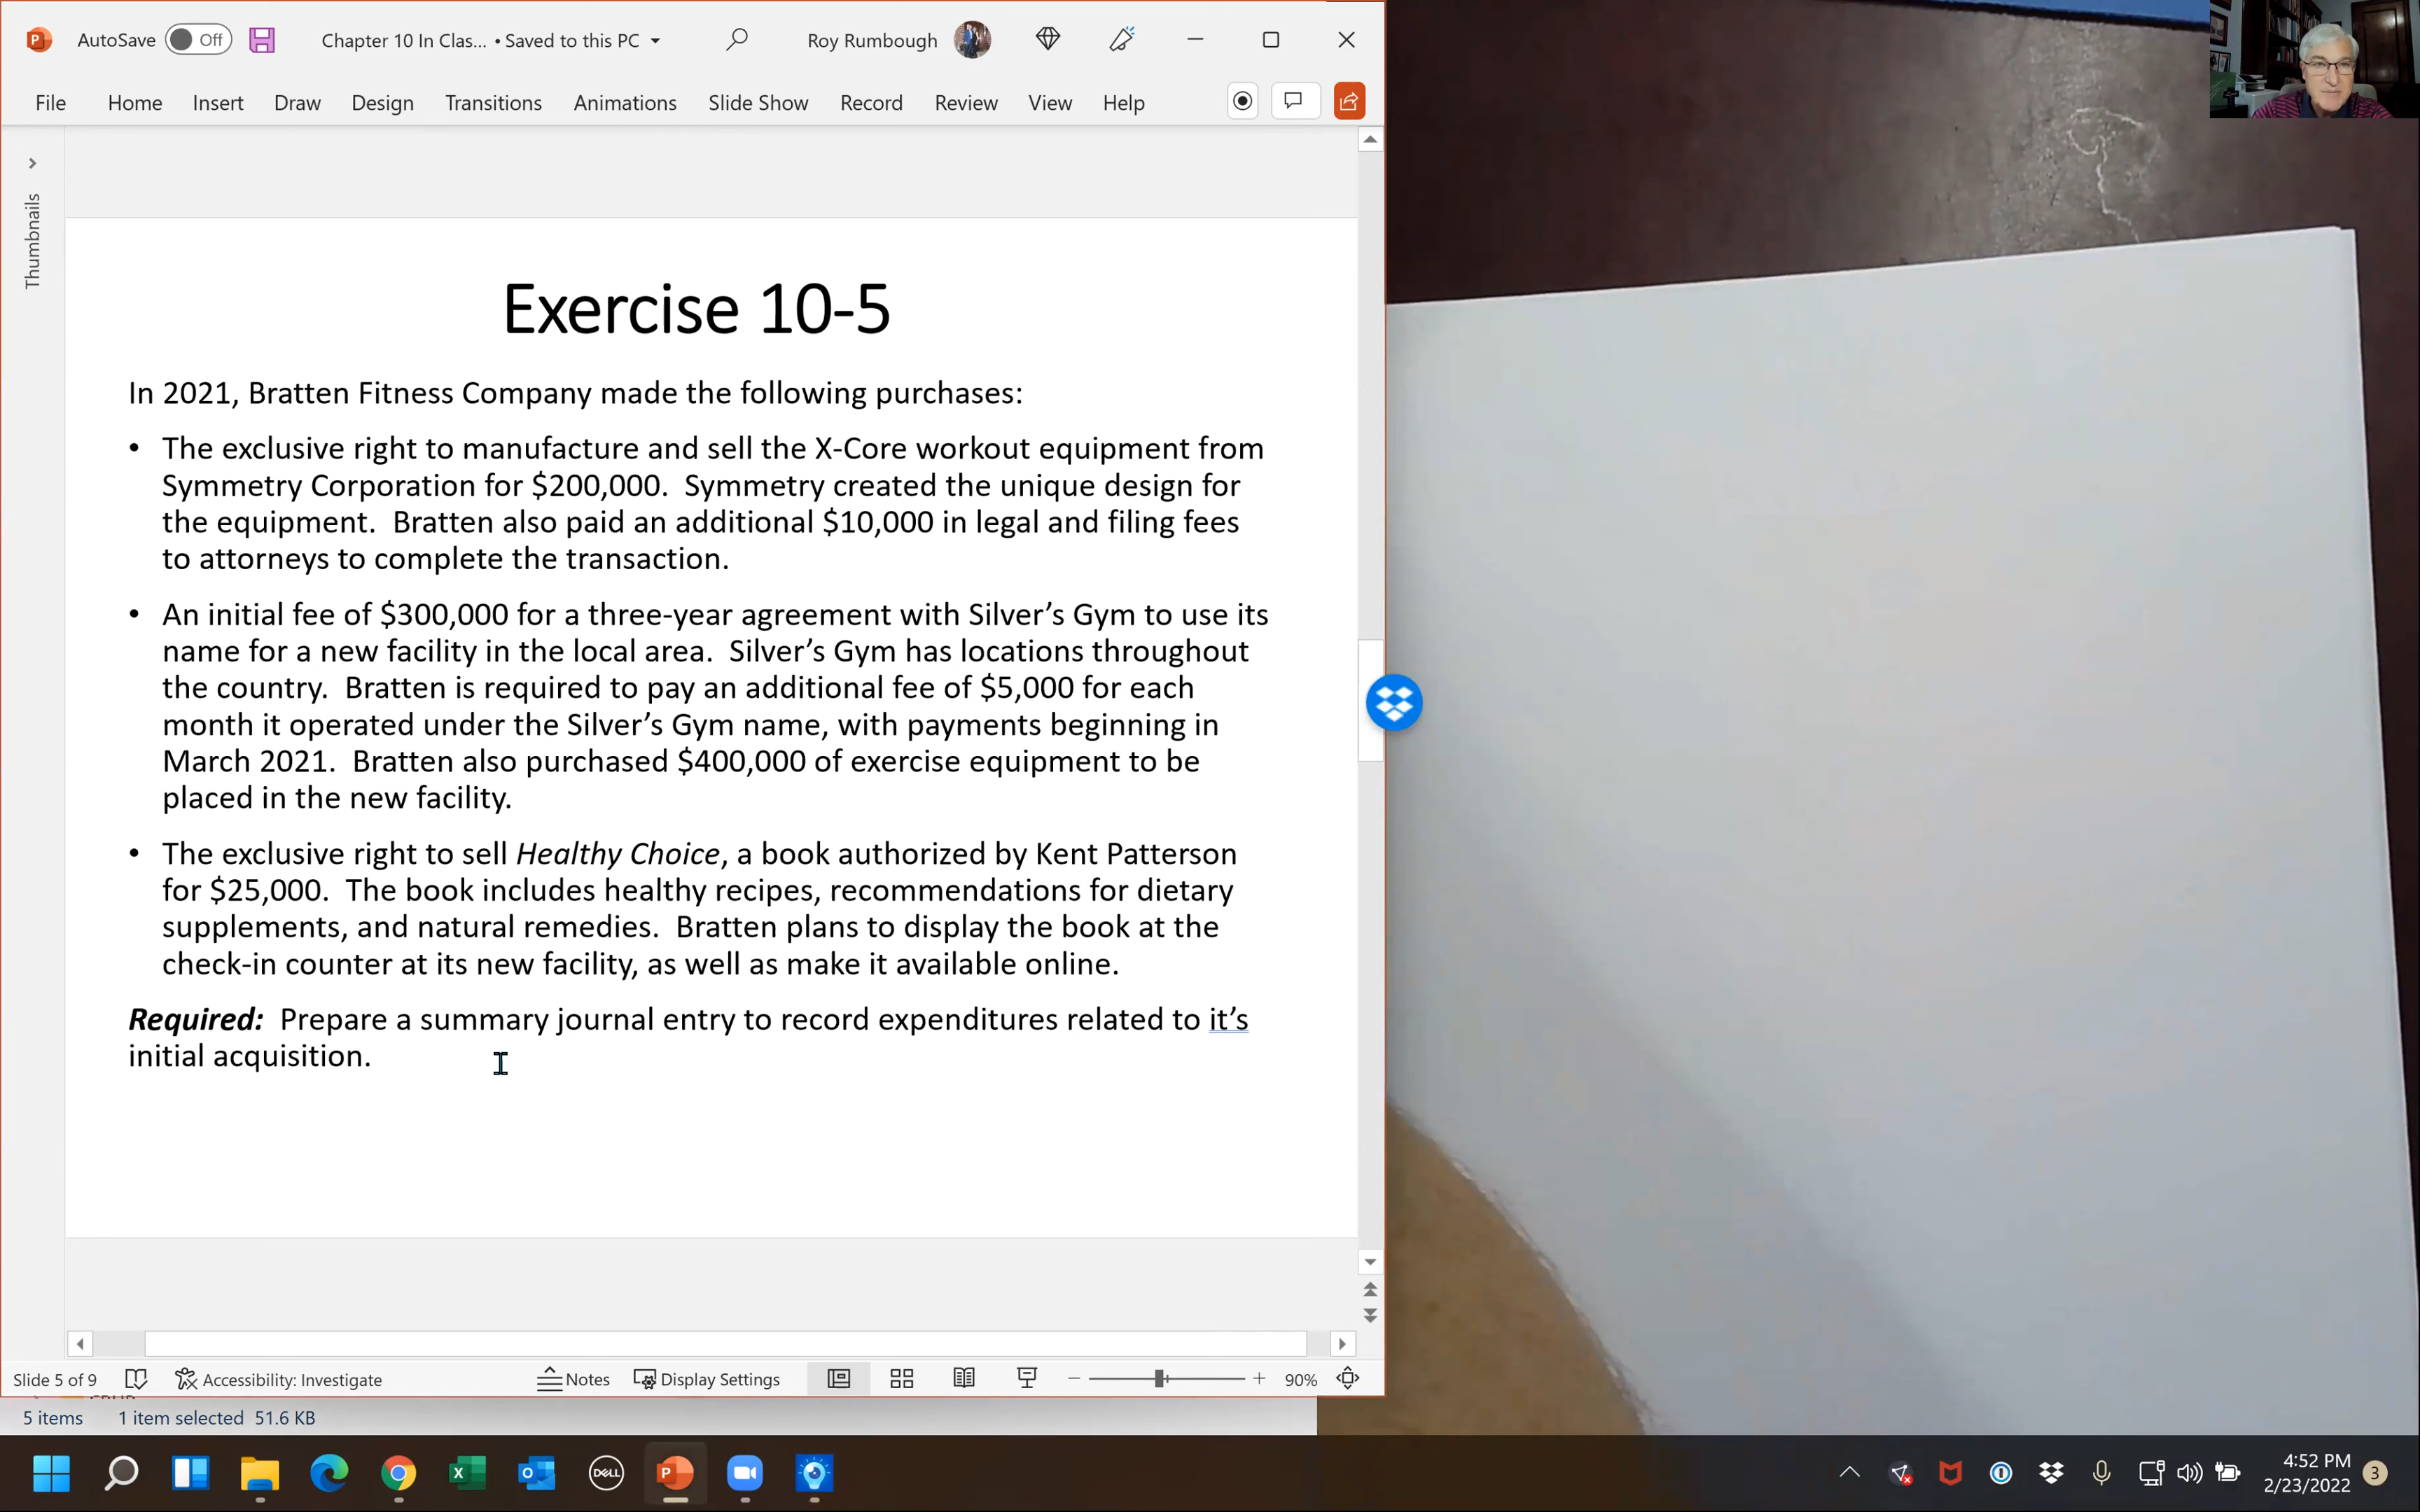 AutoSave Off Chapter 10 In Clas... • Saved to this PC Roy Rumbough
File Home Insert Draw Design Transitions Animations Slide Show Record Review View Help
Thumbnails
Exercise 10-5
In 2021, Bratten Fitness Company made the following purchases:
• The exclusive right to manufacture and sell the X-Core workout equipment from
Symmetry Corporation for $200,000. Symmetry created the unique design for
the equipment. Bratten also paid an additional $10,000 in legal and filing fees
to attorneys to complete the transaction.
• An initial fee of $300,000 for a three-year agreement with Silver’s Gym to use its
name for a new facility in the local area. Silver’s Gym has locations throughout
the country. Bratten is required to pay an additional fee of $5,000 for each
month it operated under the Silver’s Gym name, with payments beginning in
March 2021. Bratten also purchased $400,000 of exercise equipment to be
placed in the new facility.
• The exclusive right to sell Healthy Choice, a book authorized by Kent Patterson
for $25,000. The book includes healthy recipes, recommendations for dietary
supplements, and natural remedies. Bratten plans to display the book at the
check-in counter at its new facility, as well as make it available online.
Required: Prepare a summary journal entry to record expenditures related to it’s
initial acquisition.
Slide 5 of 9 Accessibility: Investigate Notes Display Settings 90%
5 items 1 item selected 51.6 KB
DELL
4:52 PM
2/23/2022
3